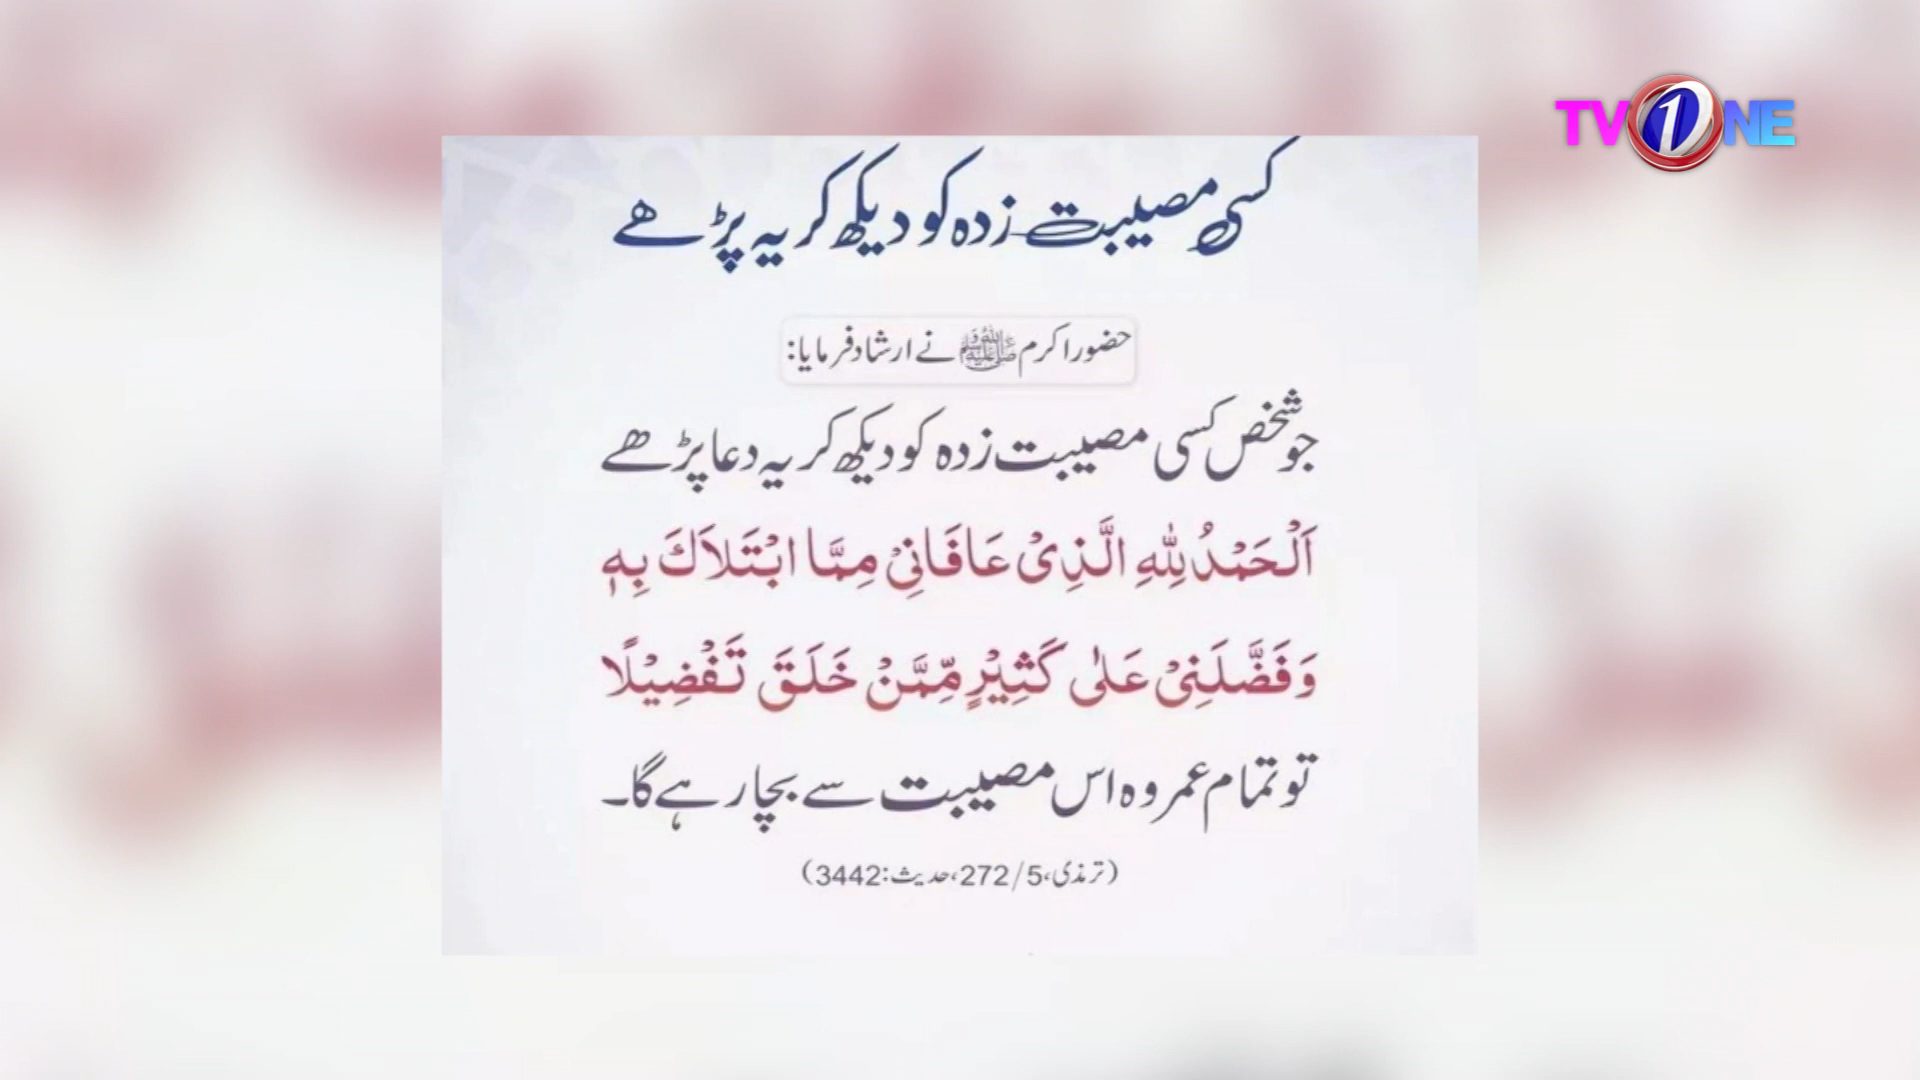 TV ONE
کسی مصیبت زدہ کو دیکھ کر یہ پڑھے
حضور اکرم ﷺ نے ارشاد فرمایا:
جو شخص کسی مصیبت زدہ کو دیکھ کر یہ دعا پڑھے
اَلْحَمْدُ لِلّٰهِ الَّذِیْ عَافَانِیْ مِمَّا ابْتَلَاكَ بِهٖ
وَفَضَّلَنِیْ عَلٰی كَثِیْرٍ مِّمَّنْ خَلَقَ تَفْضِیْلًا
تو تمام عمر وہ اس مصیبت سے بچا رہے گا۔
(ترمذی، 5/272، حدیث: 3442)